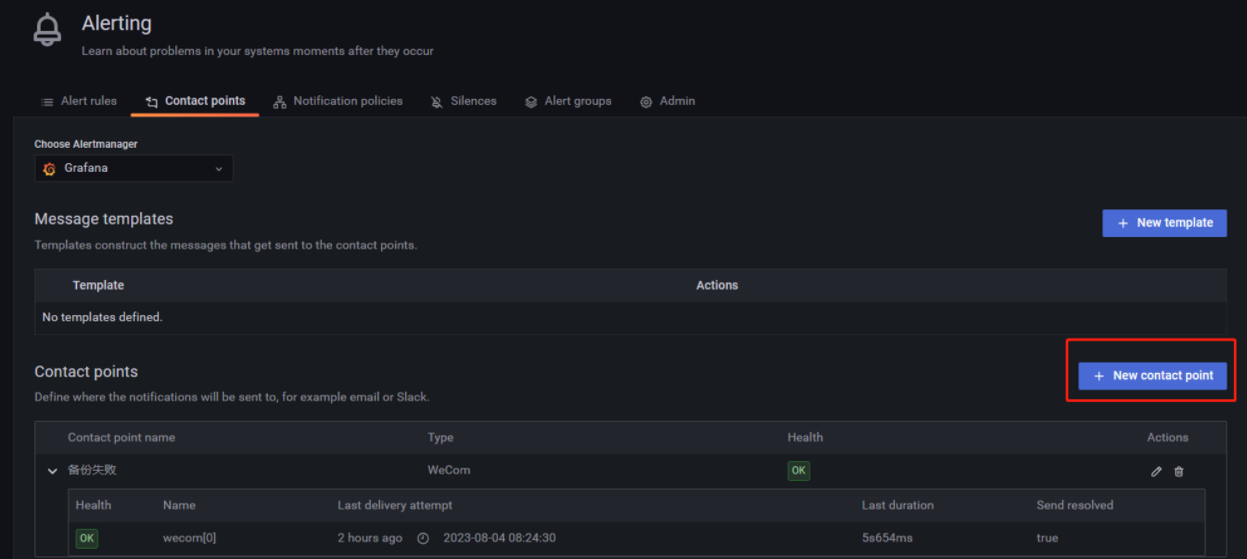 Alerting
Learn about problems in your systems moments after they occur
Alert rules Contact points Notification policies Silences Alert groups Admin
Choose Alertmanager
Grafana
Message templates
+ New template
Templates construct the messages that get sent to the contact points.
Template Actions
No templates defined.
Contact points
+ New contact point
Define where the notifications will be sent to, for example email or Slack.
Contact point name Type Health Actions
备份失败 WeCom OK
Health Name Last delivery attempt Last duration Send resolved
OK wecom[0] 2 hours ago 2023-08-04 08:24:30 5s654ms true